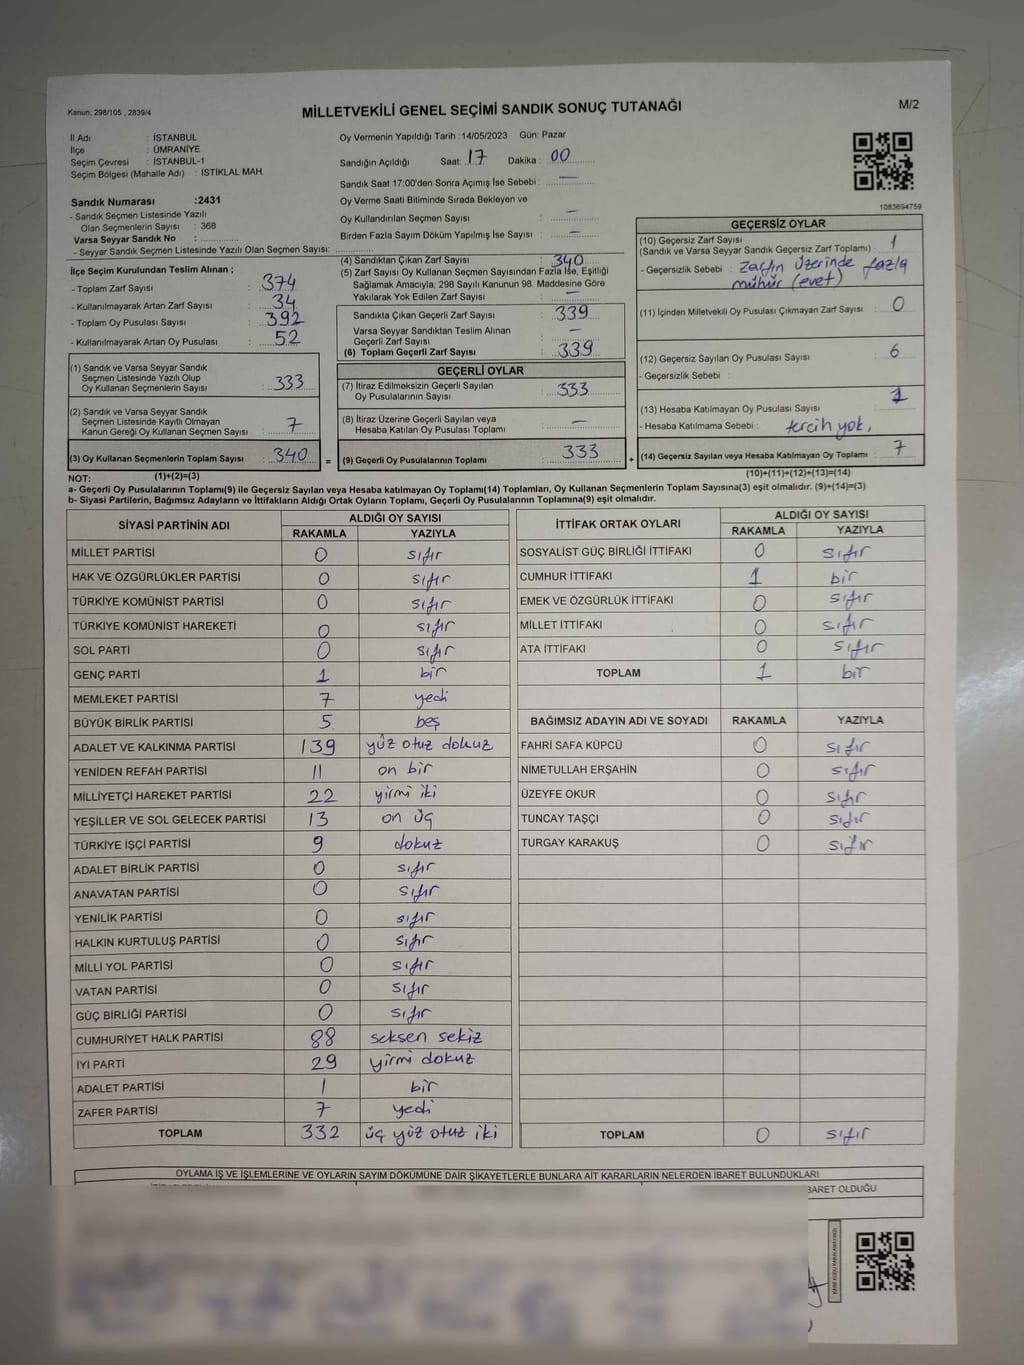 Kanun: 298/105 , 2839/4
MİLLETVEKİLİ GENEL SEÇİMİ SANDIK SONUÇ TUTANAĞI
M/2
İl Adı : İSTANBUL
İlçe : ÜMRANİYE
Seçim Çevresi : İSTANBUL-1
Seçim Bölgesi (Mahalle Adı) : İSTİKLAL MAH.
Sandık Numarası :2431
- Sandık Seçmen Listesinde Yazılı
Olan Seçmenlerin Sayısı : 368
Varsa Seyyar Sandık No :
- Seyyar Sandık Seçmen Listesinde Yazılı Olan Seçmen Sayısı:
Oy Vermenin Yapıldığı Tarih :14/05/2023 Gün: Pazar
Sandığın Açıldığı Saat: 17 Dakika : 00
Sandık Saat 17:00'den Sonra Açımış İse Sebebi : —
Oy Verme Saati Bitiminde Sırada Bekleyen ve
Oy Kullandırılan Seçmen Sayısı : —
Birden Fazla Sayım Döküm Yapılmış İse Sayısı : —
1083694759
İlçe Seçim Kurulundan Teslim Alınan ;
- Toplam Zarf Sayısı : 374
- Kullanılmayarak Artan Zarf Sayısı : 34
- Toplam Oy Pusulası Sayısı : 392
- Kullanılmayarak Artan Oy Pusulası : 52
(1) Sandık ve Varsa Seyyar Sandık
Seçmen Listesinde Yazılı Olup
Oy Kullanan Seçmenlerin Sayısı : 333
(2) Sandık ve Varsa Seyyar Sandık
Seçmen Listesinde Kayıtlı Olmayan
Kanun Gereği Oy Kullanan Seçmen Sayısı : 7
(3) Oy Kullanan Seçmenlerin Toplam Sayısı : 340 =
(4) Sandıktan Çıkan Zarf Sayısı : 340
(5) Zarf Sayısı Oy Kullanan Seçmen Sayısından Fazla İse, Eşitliği
Sağlamak Amacıyla; 298 Sayılı Kanunun 98. Maddesine Göre
Yakılarak Yok Edilen Zarf Sayısı : —
Sandıkta Çıkan Geçerli Zarf Sayısı : 339
Varsa Seyyar Sandıktan Teslim Alınan
Geçerli Zarf Sayısı : —
(6) Toplam Geçerli Zarf Sayısı : 339
GEÇERLİ OYLAR
(7) İtiraz Edilmeksizin Geçerli Sayılan
Oy Pusulalarının Sayısı : 333
(8) İtiraz Üzerine Geçerli Sayılan veya
Hesaba Katılan Oy Pusulası Toplamı : —
(9) Geçerli Oy Pusulalarının Toplamı : 333 +
GEÇERSİZ OYLAR
(10) Geçersiz Zarf Sayısı
(Sandık ve Varsa Seyyar Sandık Geçersiz Zarf Toplamı) : 1
- Geçersizlik Sebebi : Zarfın üzerinde fazla
mühür (evet)
(11) İçinden Milletvekili Oy Pusulası Çıkmayan Zarf Sayısı : 0
(12) Geçersiz Sayılan Oy Pusulası Sayısı : 6
- Geçersizlik Sebebi :
(13) Hesaba Katılmayan Oy Pusulası Sayısı :
- Hesaba Katılmama Sebebi : tercih yok,
(14) Geçersiz Sayılan veya Hesaba Katılmayan Oy Toplamı : 7
NOT: (1)+(2)=(3)
(10)+(11)+(12)+(13)=(14)
a- Geçerli Oy Pusulalarının Toplamı(9) ile Geçersiz Sayılan veya Hesaba katılmayan Oy Toplamı(14) Toplamları, Oy Kullanan Seçmenlerin Toplam Sayısına(3) eşit olmalıdır. (9)+(14)=(3)
b- Siyasi Partilerin, Bağımsız Adayların ve İttifakların Aldığı Ortak Oyların Toplamı, Geçerli Oy Pusulalarının Toplamına(9) eşit olmalıdır.
SİYASİ PARTİNİN ADI ALDIĞI OY SAYISI
RAKAMLA YAZIYLA
MİLLET PARTİSİ 0 sıfır
HAK VE ÖZGÜRLÜKLER PARTİSİ 0 sıfır
TÜRKİYE KOMÜNİST PARTİSİ 0 sıfır
TÜRKİYE KOMÜNİST HAREKETİ 0 sıfır
SOL PARTİ 0 sıfır
GENÇ PARTİ 1 bir
MEMLEKET PARTİSİ 7 yedi
BÜYÜK BİRLİK PARTİSİ 5 beş
ADALET VE KALKINMA PARTİSİ 139 yüz otuz dokuz
YENİDEN REFAH PARTİSİ 11 on bir
MİLLİYETÇİ HAREKET PARTİSİ 22 yirmi iki
YEŞİLLER VE SOL GELECEK PARTİSİ 13 on üç
TÜRKİYE İŞÇİ PARTİSİ 9 dokuz
ADALET BİRLİK PARTİSİ 0 sıfır
ANAVATAN PARTİSİ 0 sıfır
YENİLİK PARTİSİ 0 sıfır
HALKIN KURTULUŞ PARTİSİ 0 sıfır
MİLLİ YOL PARTİSİ 0 sıfır
VATAN PARTİSİ 0 sıfır
GÜÇ BİRLİĞİ PARTİSİ 0 sıfır
CUMHURİYET HALK PARTİSİ 88 seksen sekiz
İYİ PARTİ 29 yirmi dokuz
ADALET PARTİSİ 1 bir
ZAFER PARTİSİ 7 yedi
TOPLAM 332 üç yüz otuz iki
İTTİFAK ORTAK OYLARI ALDIĞI OY SAYISI
RAKAMLA YAZIYLA
SOSYALİST GÜÇ BİRLİĞİ İTTİFAKI 0 sıfır
CUMHUR İTTİFAKI 1 bir
EMEK VE ÖZGÜRLÜK İTTİFAKI 0 sıfır
MİLLET İTTİFAKI 0 sıfır
ATA İTTİFAKI 0 sıfır
TOPLAM 1 bir
BAĞIMSIZ ADAYIN ADI VE SOYADI RAKAMLA YAZIYLA
FAHRİ SAFA KÜPCÜ 0 sıfır
NİMETULLAH ERŞAHİN 0 sıfır
ÜZEYFE OKUR 0 sıfır
TUNCAY TAŞÇI 0 sıfır
TURGAY KARAKUŞ 0 sıfır
TOPLAM 0 sıfır
OYLAMA İŞ VE İŞLEMLERİNE VE OYLARIN SAYIM DÖKÜMÜNE DAİR ŞİKAYETLERLE BUNLARA AİT KARARLARIN NELERDEN İBARET BULUNDUKLARI
BARET OLDUĞU